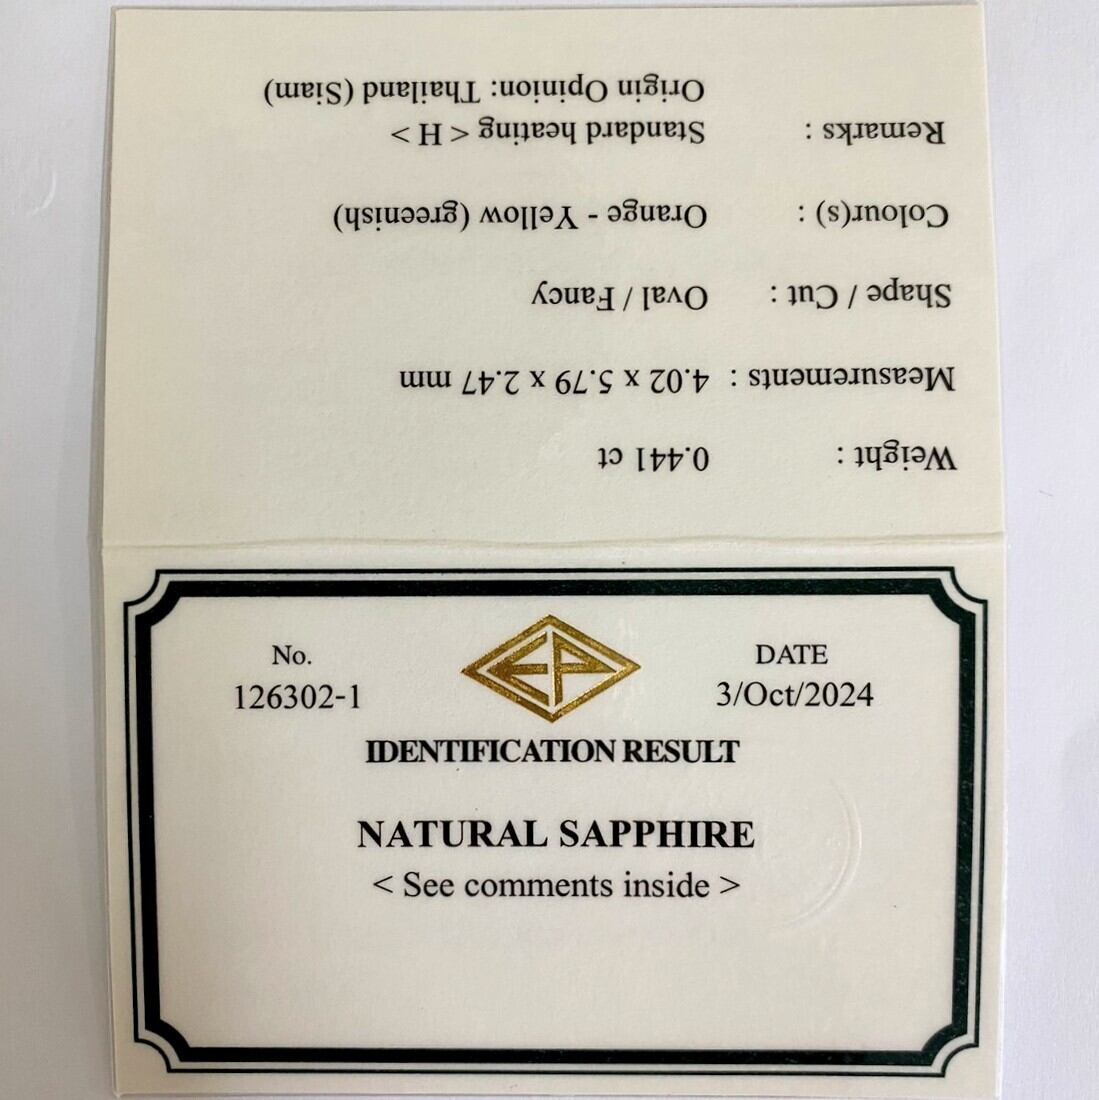 Weight : 0.441 ct
Measurements : 4.02 x 5.79 x 2.47 mm
Shape / Cut : Oval / Fancy
Colour(s) : Orange - Yellow (greenish)
Remarks : Standard heating < H >
Origin Opinion: Thailand (Siam)
No.
126302-1
EP
DATE
3/Oct/2024
IDENTIFICATION RESULT
NATURAL SAPPHIRE
< See comments inside >